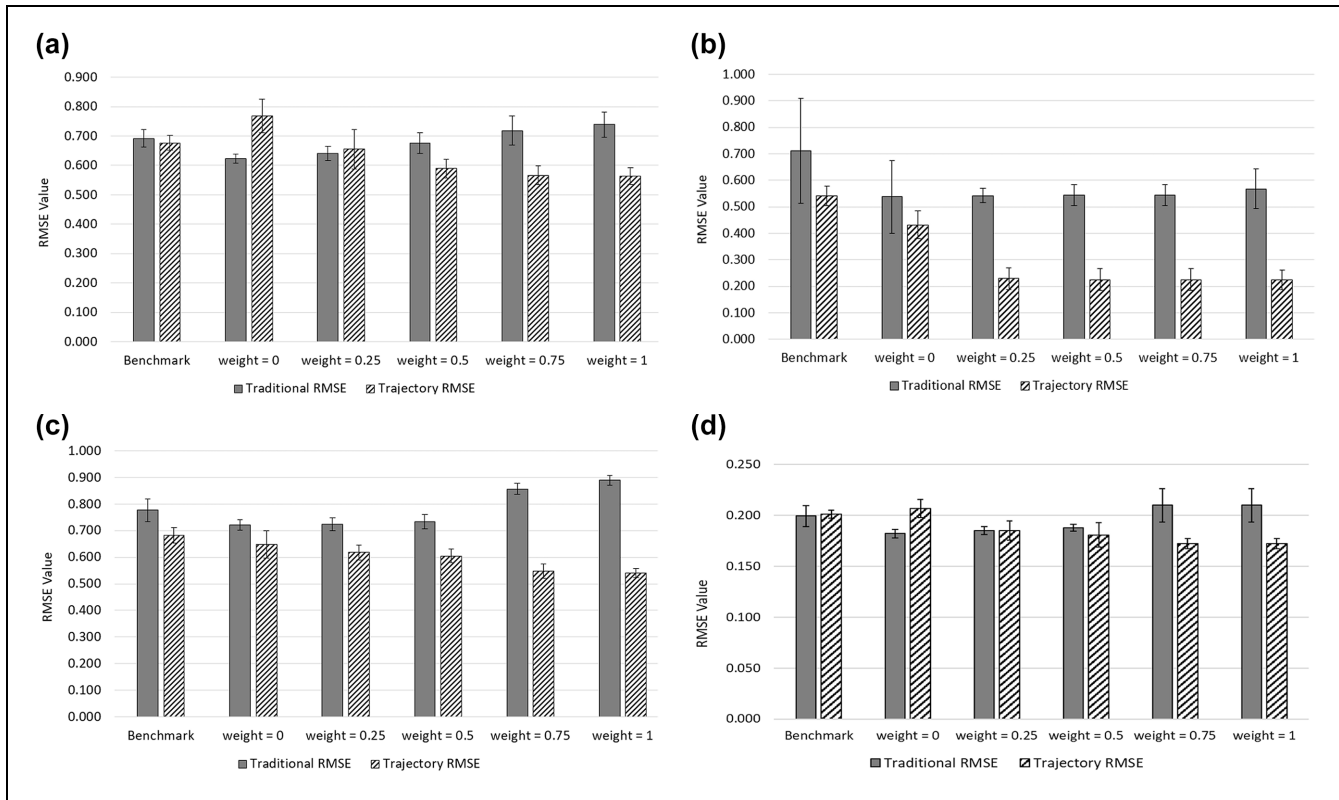 (a)
0.900
0.800
0.700
0.600
0.500
0.400
0.300
0.200
0.100
0.000
RMSE Value
Benchmark weight = 0 weight = 0.25 weight = 0.5 weight = 0.75 weight = 1
Traditional RMSE Trajectory RMSE
(b)
1.000
0.900
0.800
0.700
0.600
0.500
0.400
0.300
0.200
0.100
0.000
RMSE Value
Benchmark weight = 0 weight = 0.25 weight = 0.5 weight = 0.75 weight = 1
Traditional RMSE Trajectory RMSE
(c)
1.000
0.900
0.800
0.700
0.600
0.500
0.400
0.300
0.200
0.100
0.000
RMSE Value
Benchmark weight = 0 weight = 0.25 weight = 0.5 weight = 0.75 weight = 1
Traditional RMSE Trajectory RMSE
(d)
0.250
0.200
0.150
0.100
0.050
0.000
RMSE Value
Benchmark weight = 0 weight = 0.25 weight = 0.5 weight = 0.75 weight = 1
Traditional RMSE Trajectory RMSE